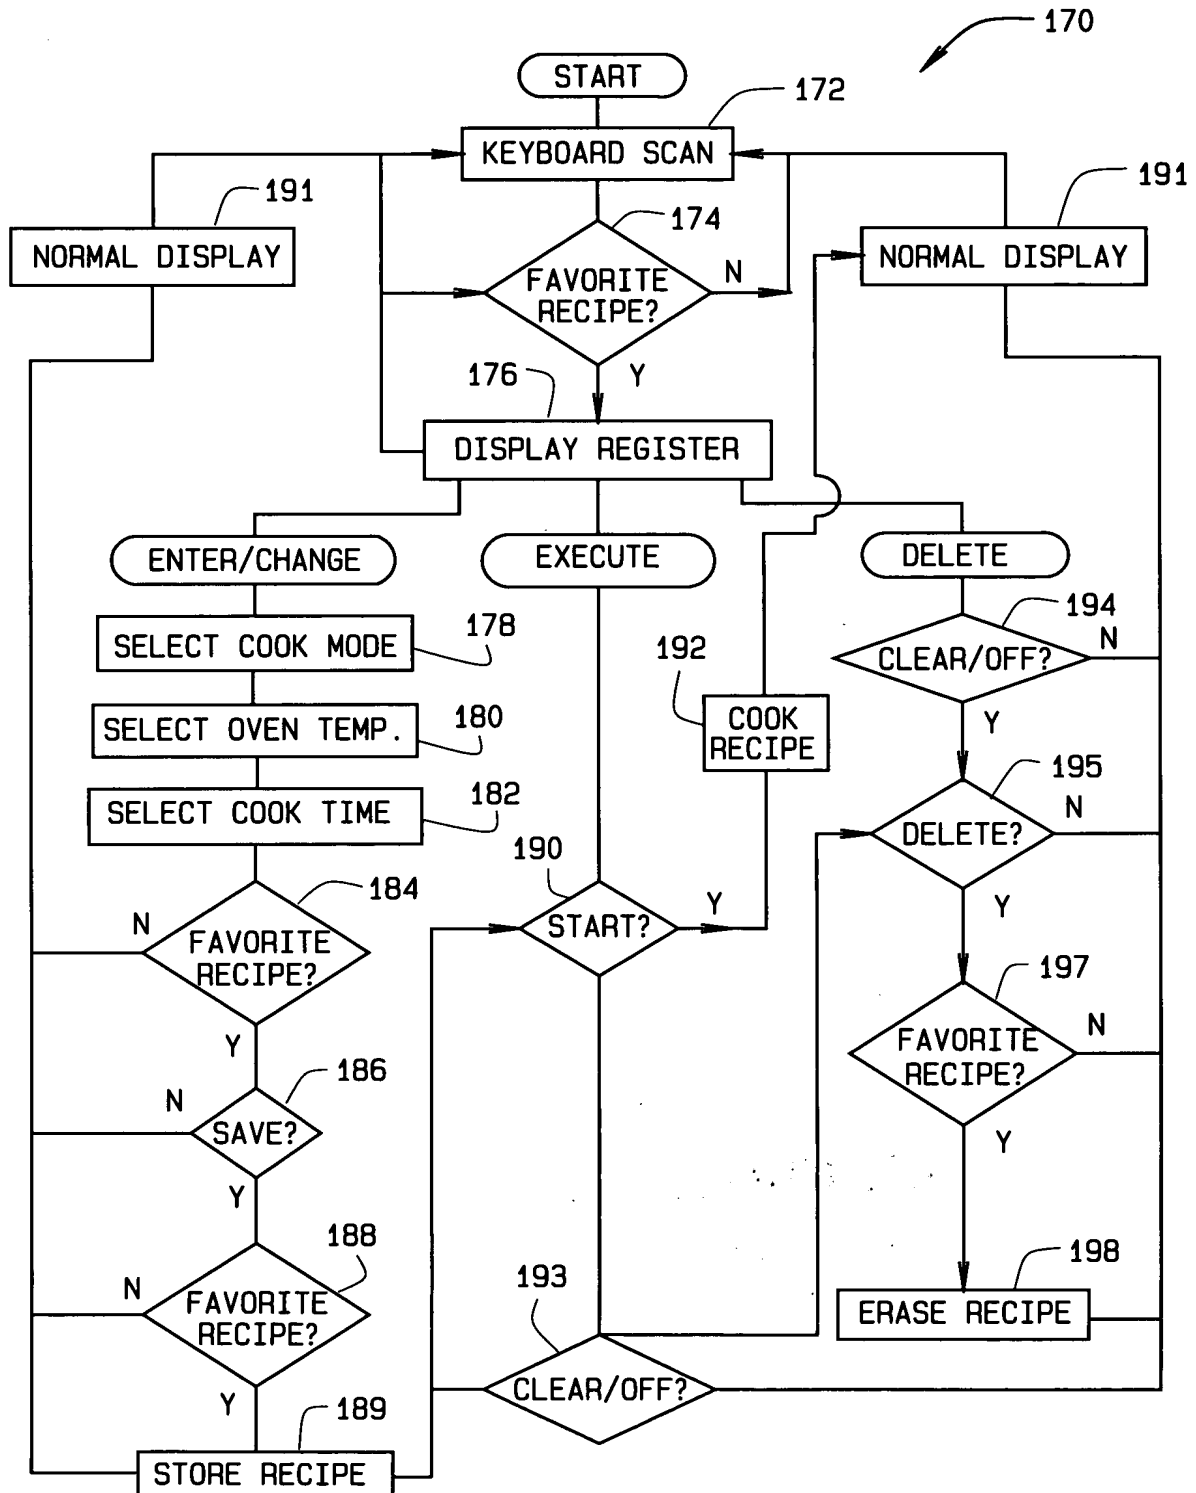 170
START
172
KEYBOARD SCAN
191
191
174
NORMAL DISPLAY
FAVORITE
RECIPE?
N
NORMAL DISPLAY
176
Y
DISPLAY REGISTER
ENTER/CHANGE
EXECUTE
DELETE
178
SELECT COOK MODE
194
CLEAR/OFF?
N
192
180
SELECT OVEN TEMP.
COOK
RECIPE
Y
182
SELECT COOK TIME
195
DELETE?
N
190
184
N
FAVORITE
RECIPE?
START?
Y
Y
197
Y
FAVORITE
RECIPE?
N
186
N
SAVE?
Y
Y
188
N
FAVORITE
RECIPE?
193
198
ERASE RECIPE
CLEAR/OFF?
Y
189
STORE RECIPE